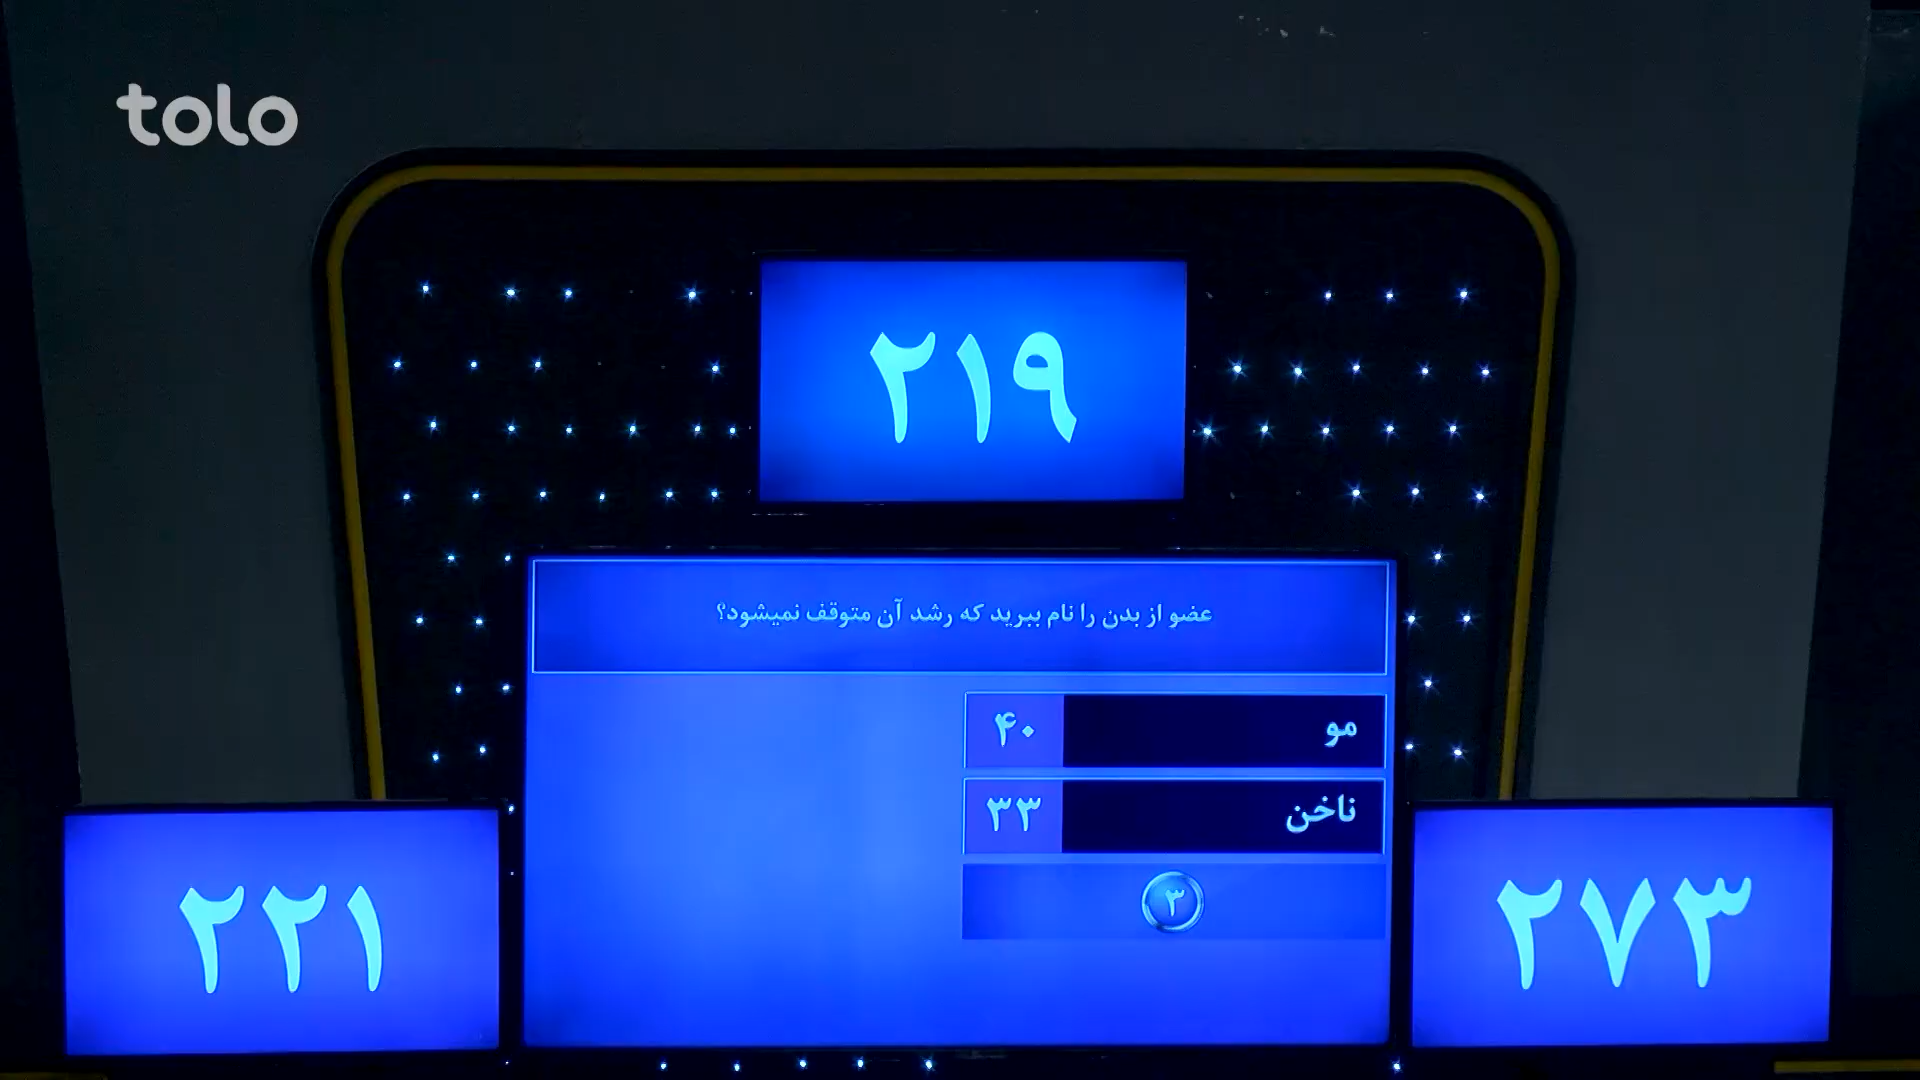 tolo
۲۱۹
عضو از بدن را نام ببرید که رشد آن متوقف نمیشود؟
مو ۴۰
ناخن ۳۳
۳
۲۲۱
۲۷۳